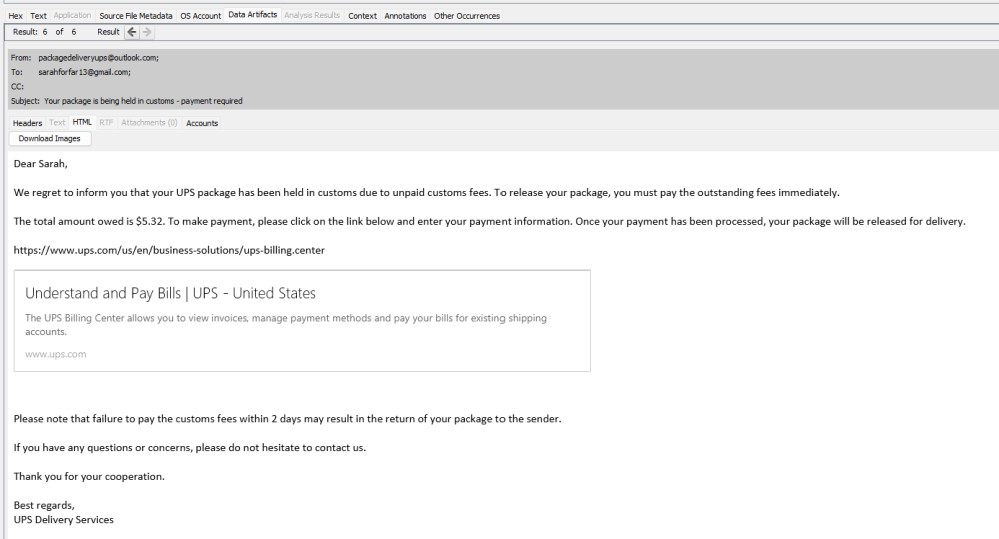 Hex Text Application Source File Metadata OS Account Data Artifacts Analysis Results Context Annotations Other Occurrences
Result: 6 of 6 Result
From: packagedeliveryups@outlook.com;
To: sarahforfar13@gmail.com;
CC:
Subject: Your package is being held in customs - payment required
Headers Text HTML RTF Attachments (0) Accounts
Download Images
Dear Sarah,
We regret to inform you that your UPS package has been held in customs due to unpaid customs fees. To release your package, you must pay the outstanding fees immediately.
The total amount owed is $5.32. To make payment, please click on the link below and enter your payment information. Once your payment has been processed, your package will be released for delivery.
https://www.ups.com/us/en/business-solutions/ups-billing.center
Understand and Pay Bills | UPS - United States
The UPS Billing Center allows you to view invoices, manage payment methods and pay your bills for existing shipping
accounts.
www.ups.com
Please note that failure to pay the customs fees within 2 days may result in the return of your package to the sender.
If you have any questions or concerns, please do not hesitate to contact us.
Thank you for your cooperation.
Best regards,
UPS Delivery Services